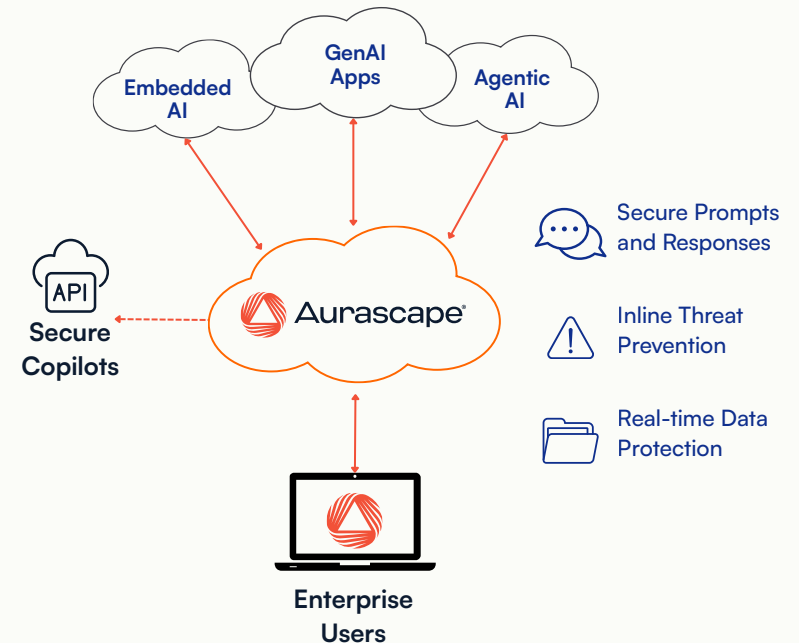 GenAI
Apps
Embedded
AI
Agentic
AI
Secure Prompts
and Responses
API
Secure
Copilots
Aurascape®
Inline Threat
Prevention
Real-time Data
Protection
Enterprise
Users